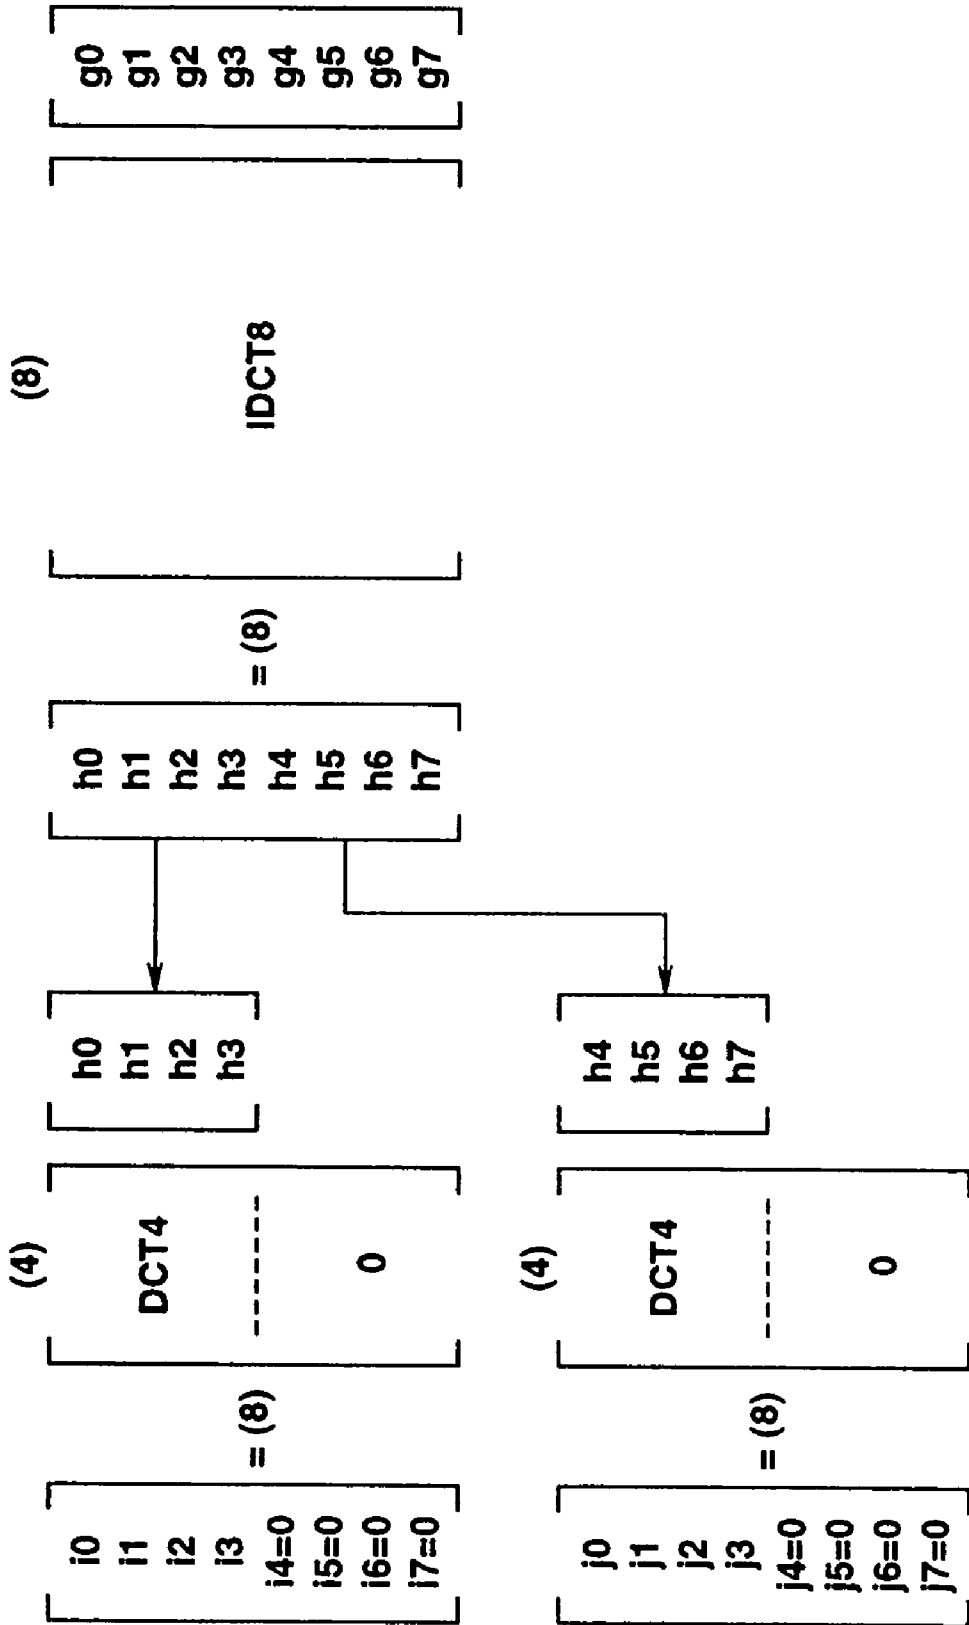 i0
i1
i2
i3
i4=0
i5=0
i6=0
i7=0
= (8)
(4)
DCT4
0
h0
h1
h2
h3
h0
h1
h2
h3
h4
h5
h6
h7
= (8)
(8)
IDCT8
g0
g1
g2
g3
g4
g5
g6
g7
j0
j1
j2
j3
j4=0
j5=0
j6=0
j7=0
= (8)
(4)
DCT4
0
h4
h5
h6
h7